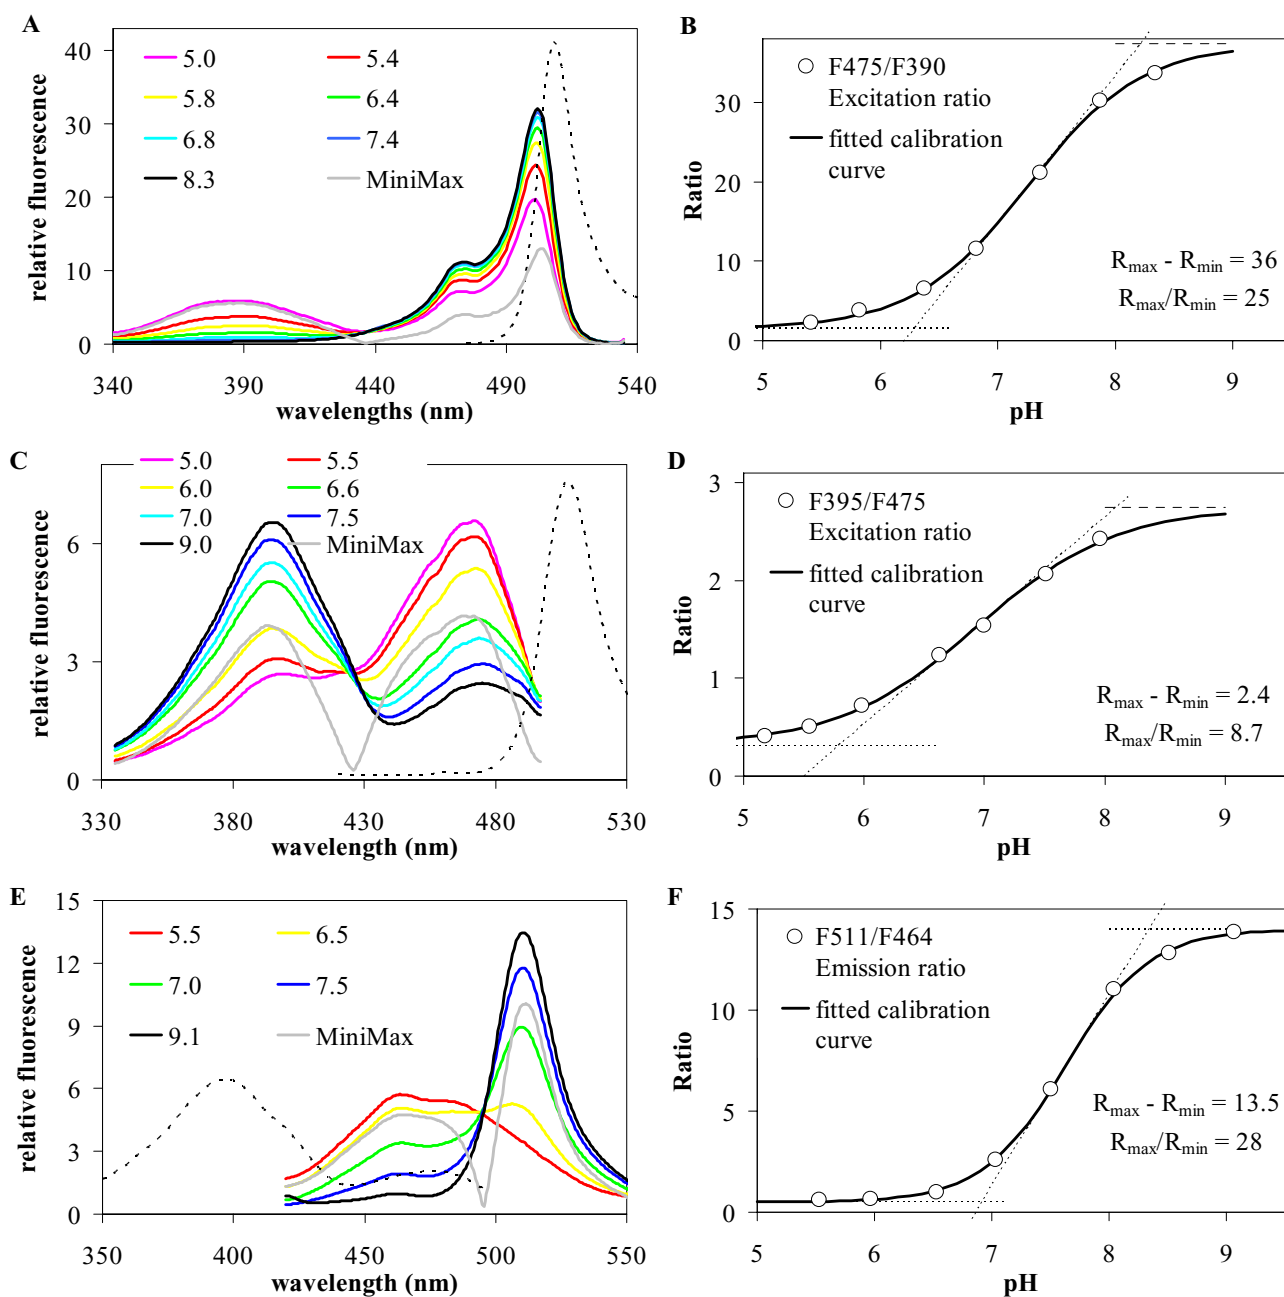 A
5.0
5.4
5.8
6.4
6.8
7.4
8.3
MiniMax
40
30
20
10
0
relative fluorescence
340
390
440
490
540
wavelengths (nm)
B
F475/F390
Excitation ratio
fitted calibration
curve
30
20
10
0
Ratio
Rmax - Rmin = 36
Rmax/Rmin = 25
5
6
7
8
9
pH
C
5.0
5.5
6.0
6.6
7.0
7.5
9.0
MiniMax
6
3
0
relative fluorescence
330
380
430
480
530
wavelength (nm)
D
F395/F475
Excitation ratio
fitted calibration
curve
3
2
1
0
Ratio
Rmax - Rmin = 2.4
Rmax/Rmin = 8.7
5
6
7
8
9
pH
E
5.5
6.5
7.0
7.5
9.1
MiniMax
15
12
9
6
3
0
relative fluorescence
350
400
450
500
550
wavelength (nm)
F
F511/F464
Emission ratio
fitted calibration
curve
15
10
5
0
Ratio
Rmax - Rmin = 13.5
Rmax/Rmin = 28
5
6
7
8
9
pH